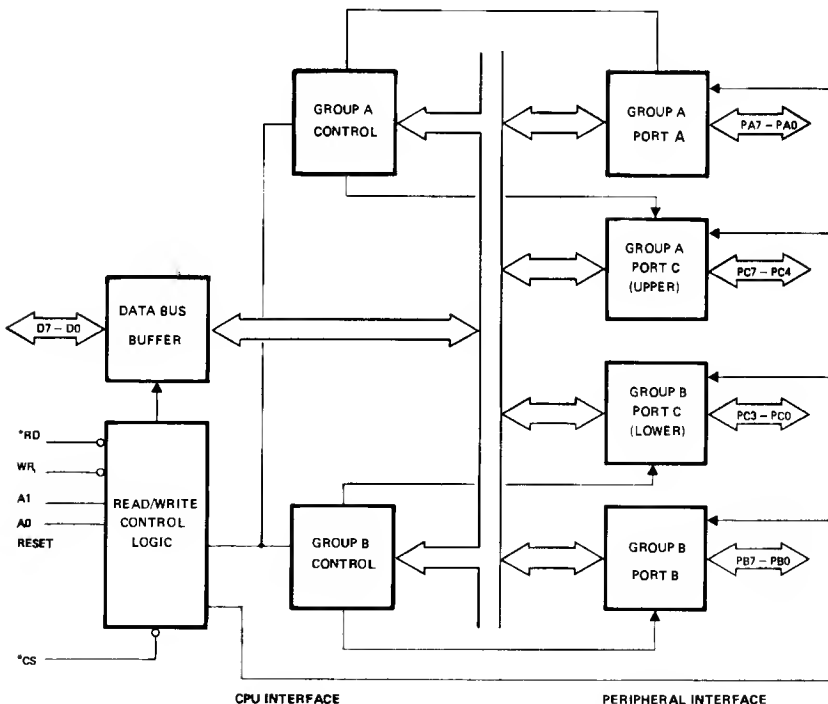 GROUP A
CONTROL
GROUP A
PORT A
PA7 – PA0
GROUP A
PORT C
(UPPER)
PC7 – PC4
D7 – D0
DATA BUS
BUFFER
GROUP B
PORT C
(LOWER)
PC3 – PC0
*RD
WR,
A1
A0
RESET
READ/WRITE
CONTROL
LOGIC
GROUP B
CONTROL
GROUP B
PORT B
PB7 – PB0
*CS
CPU INTERFACE
PERIPHERAL INTERFACE